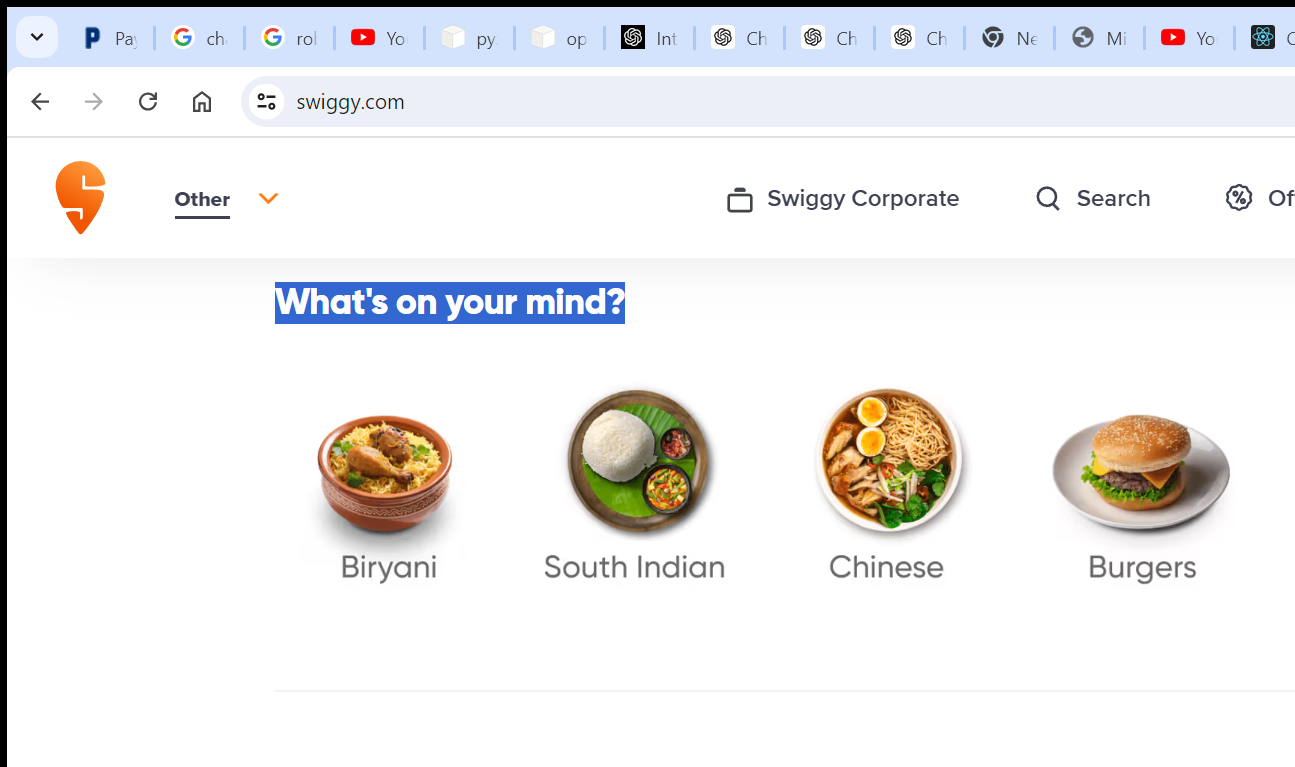 Pay
cha
rol
You
py
op
Int
Ch
Ch
Ch
Ne
Mi
Yo
swiggy.com
Other
Swiggy Corporate
Search
Of
What's on your mind?
Biryani
South Indian
Chinese
Burgers